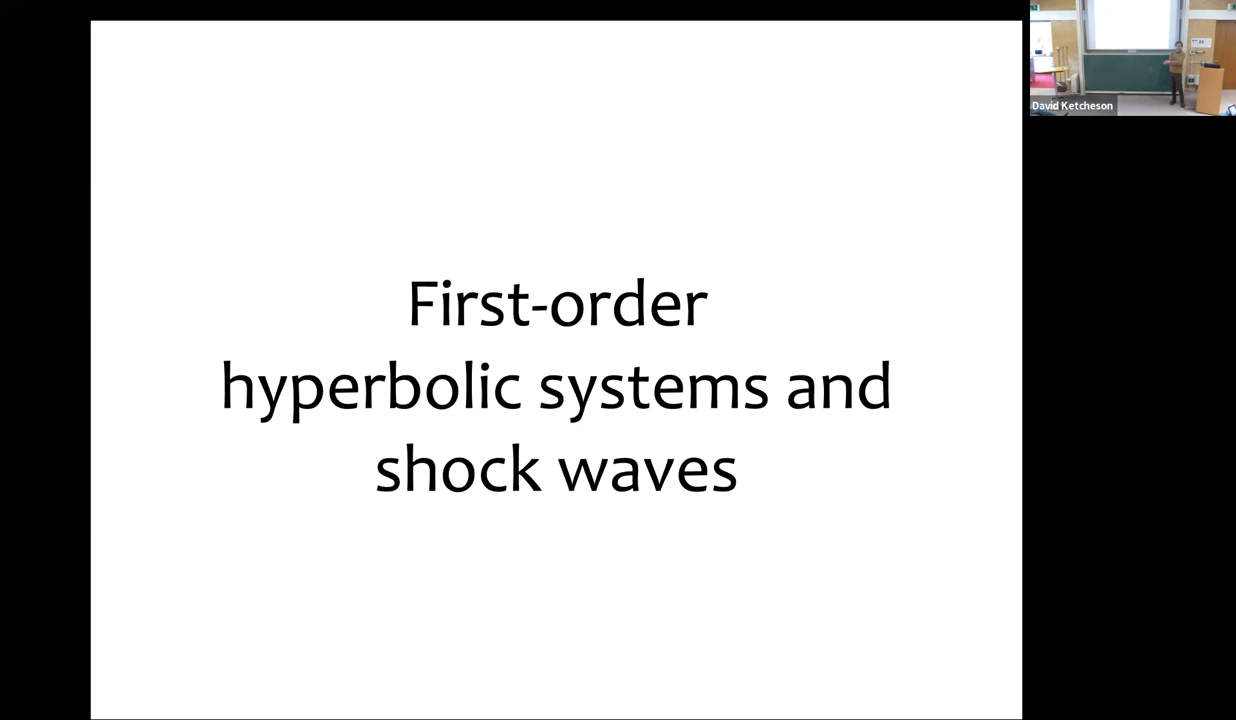 First-order
hyperbolic systems and
shock waves
David Ketcheson